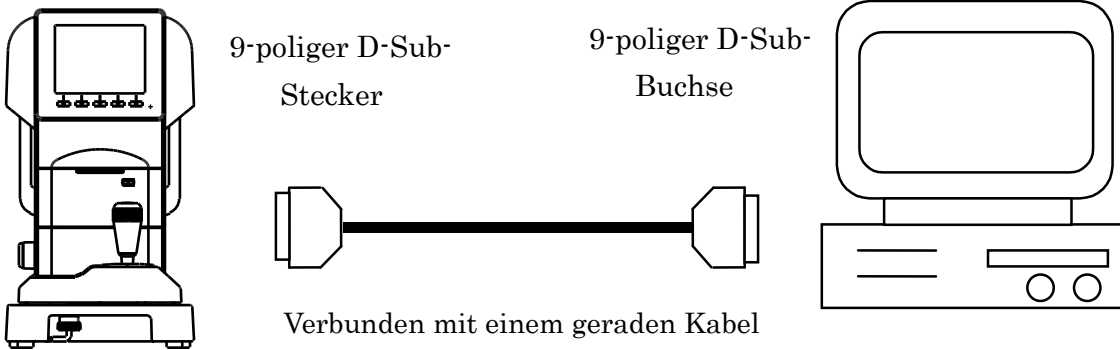 9-poliger D-Sub-
Stecker
9-poliger D-Sub-
Buchse
Verbunden mit einem geraden Kabel